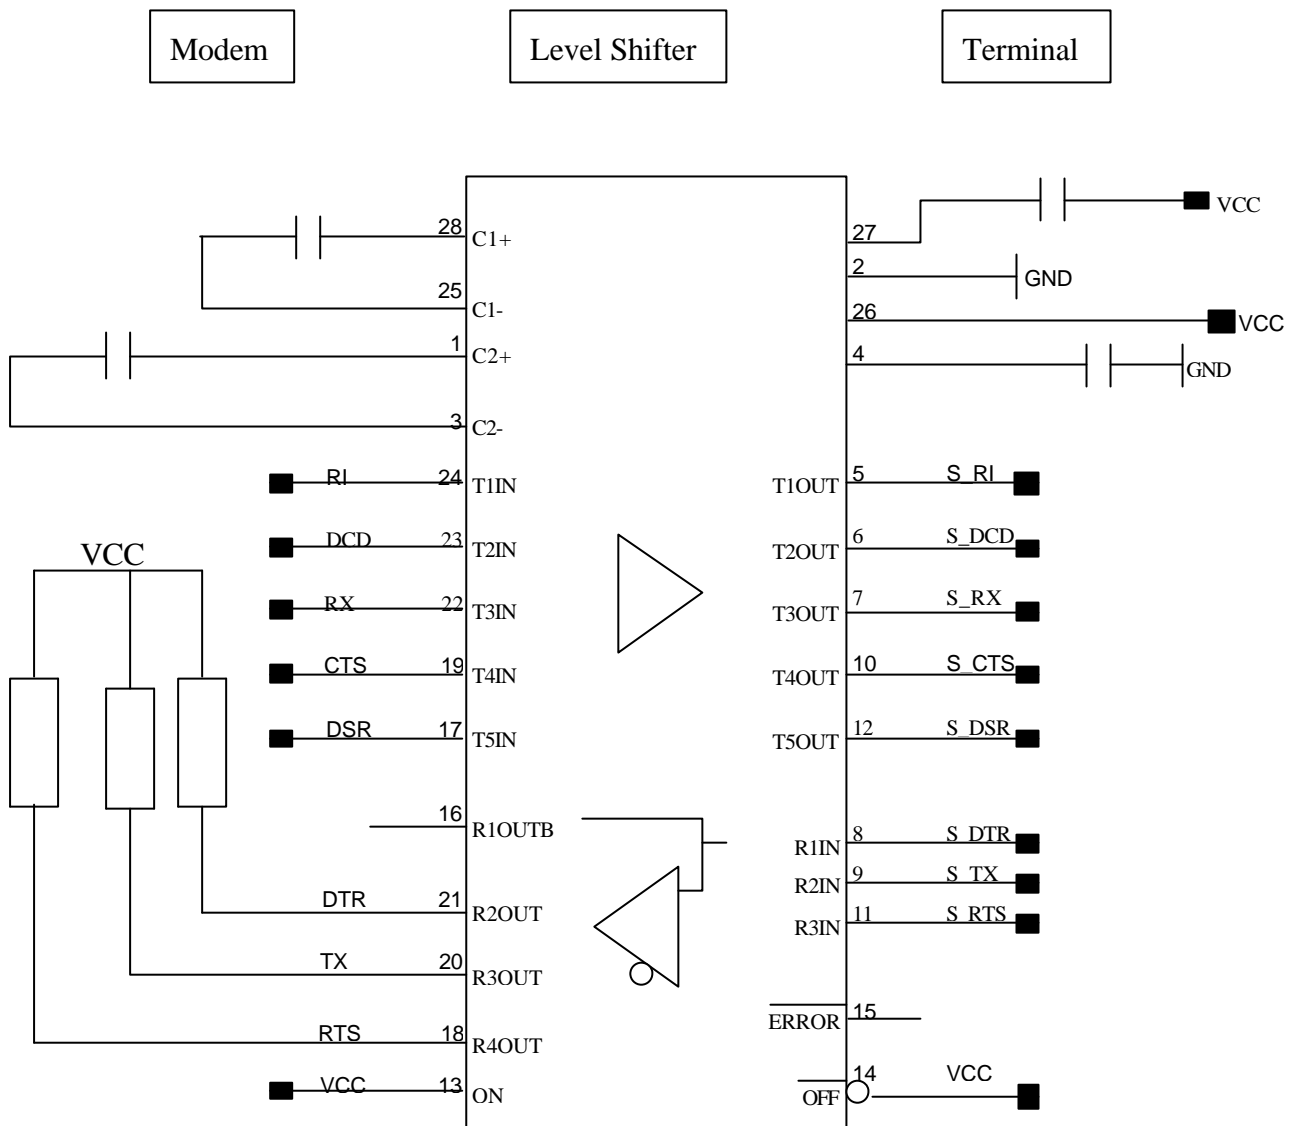 Modem
Level Shifter
Terminal
28 C1+
27 VCC
2 GND
25 C1-
26 VCC
1 C2+
4 GND
3 C2-
RI 24 T1IN
T1OUT 5 S_RI
DCD 23 T2IN
T2OUT 6 S_DCD
VCC
RX 22 T3IN
T3OUT 7 S_RX
CTS 19 T4IN
T4OUT 10 S_CTS
DSR 17 T5IN
T5OUT 12 S_DSR
16 R1OUTB
R1IN 8 S_DTR
R2IN 9 S_TX
DTR 21 R2OUT
R3IN 11 S_RTS
TX 20 R3OUT
ERROR 15
RTS 18 R4OUT
VCC 13 ON
OFF 14 VCC